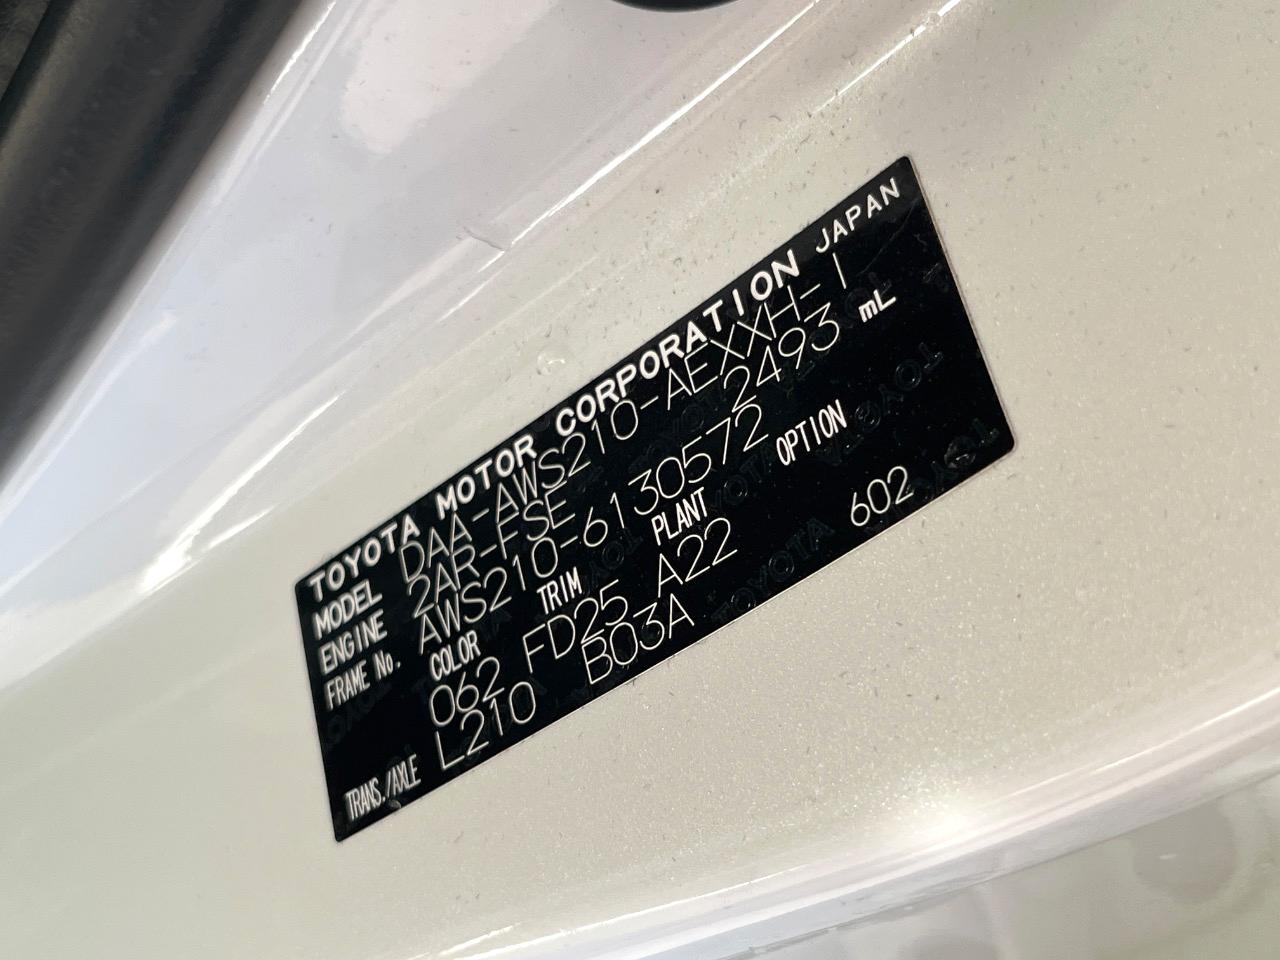 TOYOTA MOTOR CORPORATION JAPAN
MODEL DAA-AWS210-AEXXH-1
ENGINE 2AR-FSE 2493 mL
FRAME No. AWS210-6130572
COLOR TRIM PLANT OPTION
062 FD25 A22 602
TRANS./AXLE L210 B03A